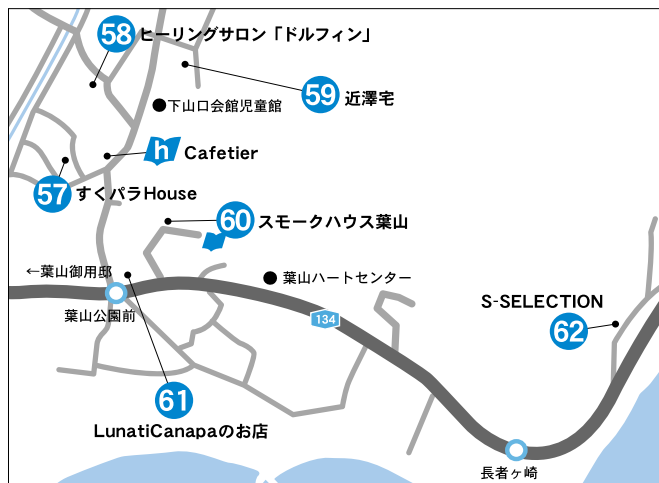 58 ヒーリングサロン「ドルフィン」
59 近澤宅
下山口会館児童館
h Cafetier
57 すくパラHouse
60 スモークハウス葉山
←葉山御用邸
葉山ハートセンター
葉山公園前
134
S-SELECTION
62
61
LunatiCanapaのお店
長者ヶ崎